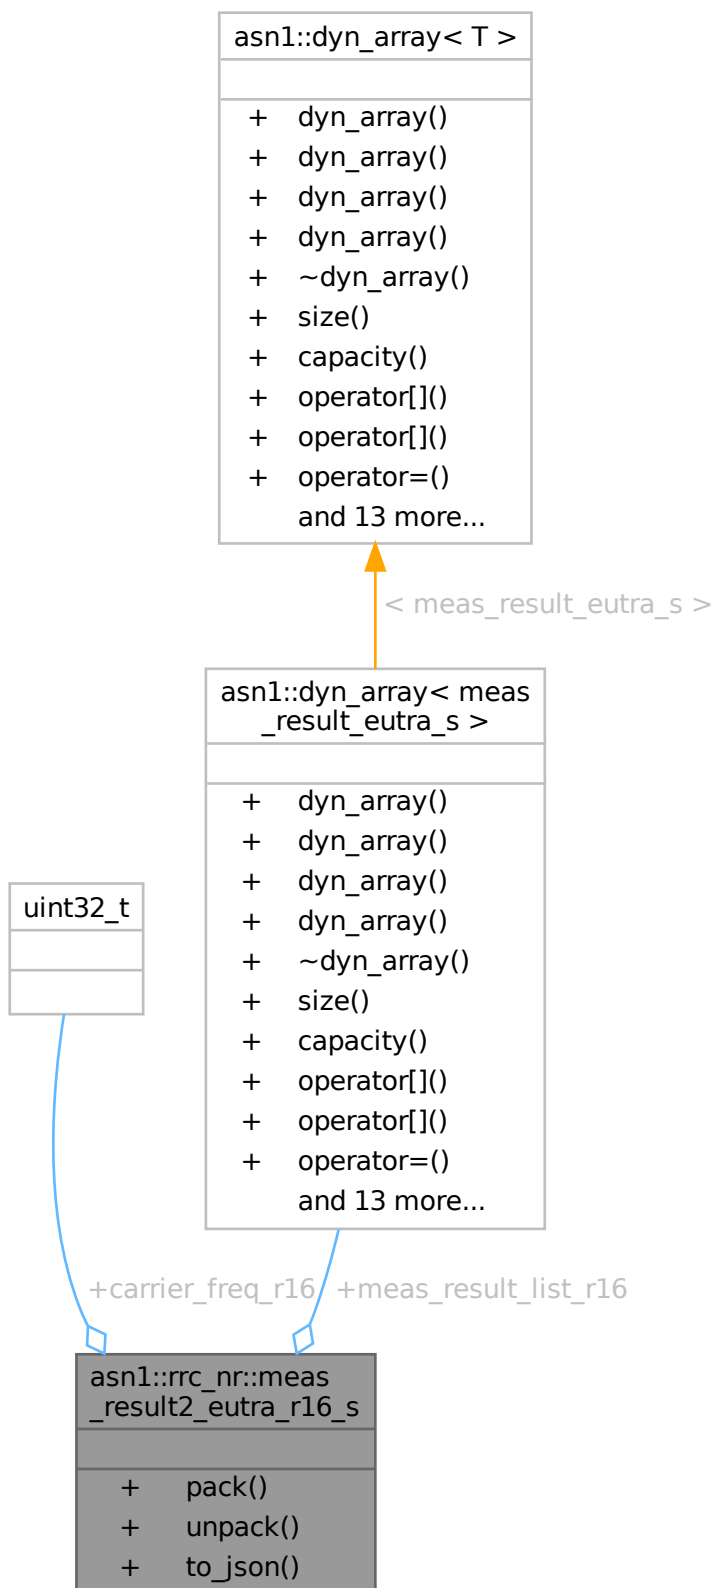 asn1::dyn_array< T >
+ dyn_array()
+ dyn_array()
+ dyn_array()
+ dyn_array()
+ ~dyn_array()
+ size()
+ capacity()
+ operator[]()
+ operator[]()
+ operator=()
and 13 more...
< meas_result_eutra_s >
asn1::dyn_array< meas
_result_eutra_s >
+ dyn_array()
+ dyn_array()
+ dyn_array()
+ dyn_array()
+ ~dyn_array()
+ size()
+ capacity()
+ operator[]()
+ operator[]()
+ operator=()
and 13 more...
uint32_t
+carrier_freq_r16
+meas_result_list_r16
asn1::rrc_nr::meas
_result2_eutra_r16_s
+ pack()
+ unpack()
+ to_json()